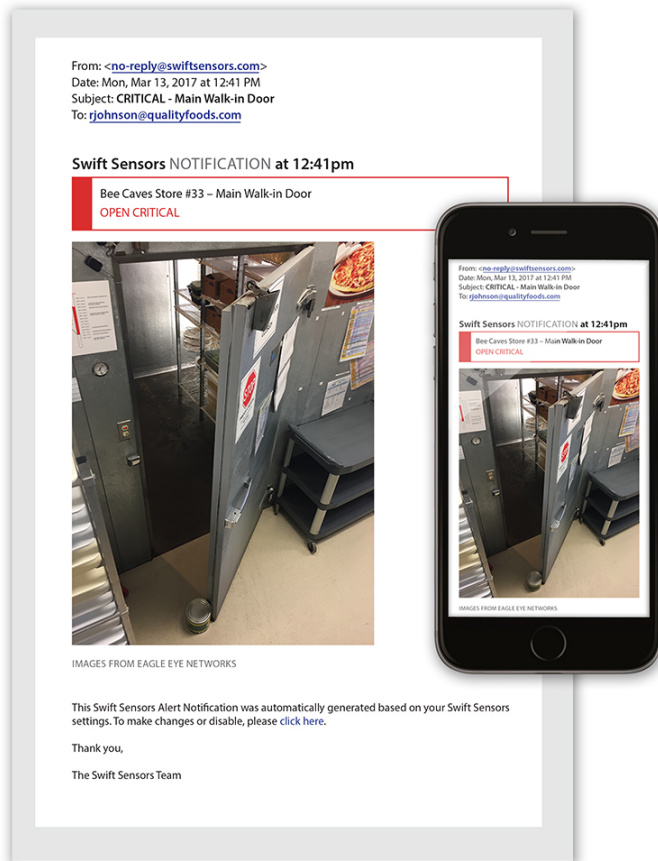 From: <no-reply@swiftsensors.com>
Date: Mon, Mar 13, 2017 at 12:41 PM
Subject: CRITICAL - Main Walk-in Door
To: rjohnson@qualityfoods.com
Swift Sensors NOTIFICATION at 12:41pm
Bee Caves Store #33 – Main Walk-in Door
OPEN CRITICAL
STOP
IMAGES FROM EAGLE EYE NETWORKS
This Swift Sensors Alert Notification was automatically generated based on your Swift Sensors
settings. To make changes or disable, please click here.
Thank you,
The Swift Sensors Team
From: <no-reply@swiftsensors.com>
Date: Mon, Mar 13, 2017 at 12:41 PM
Subject: CRITICAL - Main Walk-in Door
To: rjohnson@qualityfoods.com
Swift Sensors NOTIFICATION at 12:41pm
Bee Caves Store #33 – Main Walk-in Door
OPEN CRITICAL
STOP
IMAGES FROM EAGLE EYE NETWORKS